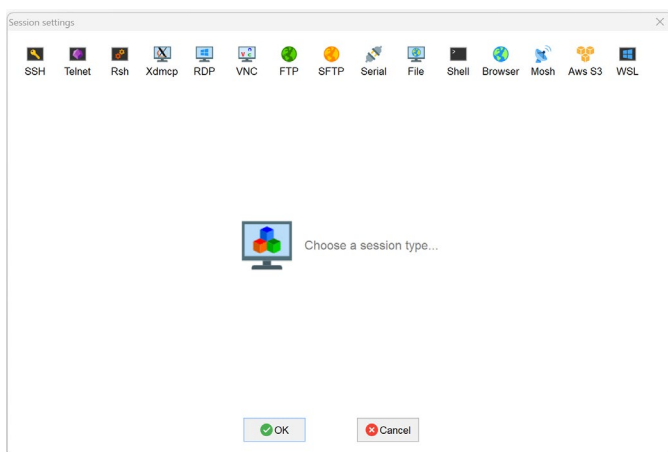 Session settings
SSH Telnet Rsh Xdmcp RDP VNC FTP SFTP Serial File Shell Browser Mosh Aws S3 WSL
Choose a session type...
OK Cancel